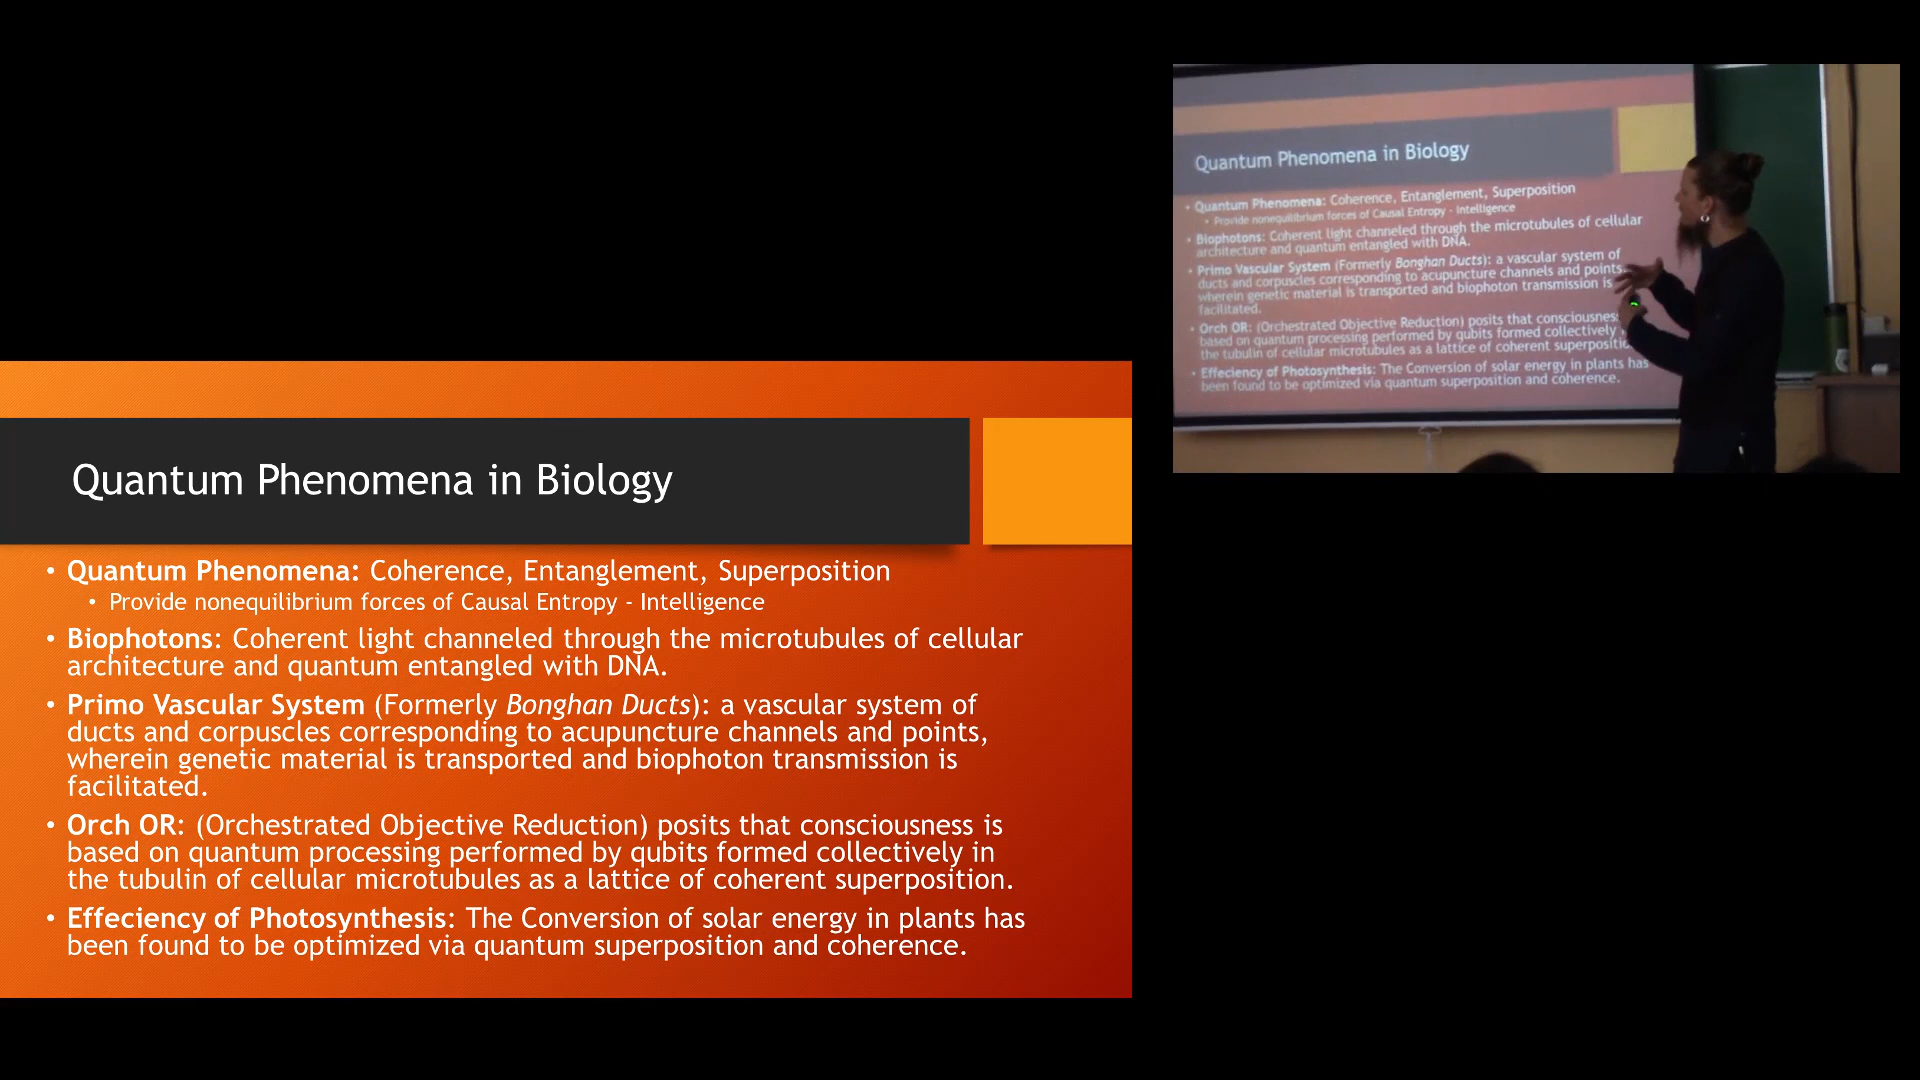 Quantum Phenomena in Biology
• Quantum Phenomena: Coherence, Entanglement, Superposition
• Provide nonequilibrium forces of Causal Entropy - Intelligence
• Biophotons: Coherent light channeled through the microtubules of cellular
architecture and quantum entangled with DNA.
• Primo Vascular System (Formerly Bonghan Ducts): a vascular system of
ducts and corpuscles corresponding to acupuncture channels and points,
wherein genetic material is transported and biophoton transmission is
facilitated.
• Orch OR: (Orchestrated Objective Reduction) posits that consciousness is
based on quantum processing performed by qubits formed collectively in
the tubulin of cellular microtubules as a lattice of coherent superposition.
• Effeciency of Photosynthesis: The Conversion of solar energy in plants has
been found to be optimized via quantum superposition and coherence.
Quantum Phenomena in Biology
• Quantum Phenomena: Coherence, Entanglement, Superposition
• Provide nonequilibrium forces of Causal Entropy - Intelligence
• Biophotons: Coherent light channeled through the microtubules of cellular
architecture and quantum entangled with DNA.
• Primo Vascular System (Formerly Bonghan Ducts): a vascular system of
ducts and corpuscles corresponding to acupuncture channels and points,
wherein genetic material is transported and biophoton transmission is
facilitated.
• Orch OR: (Orchestrated Objective Reduction) posits that consciousness
based on quantum processing performed by qubits formed collectively
the tubulin of cellular microtubules as a lattice of coherent superpositio
• Effeciency of Photosynthesis: The Conversion of solar energy in plants has
been found to be optimized via quantum superposition and coherence.